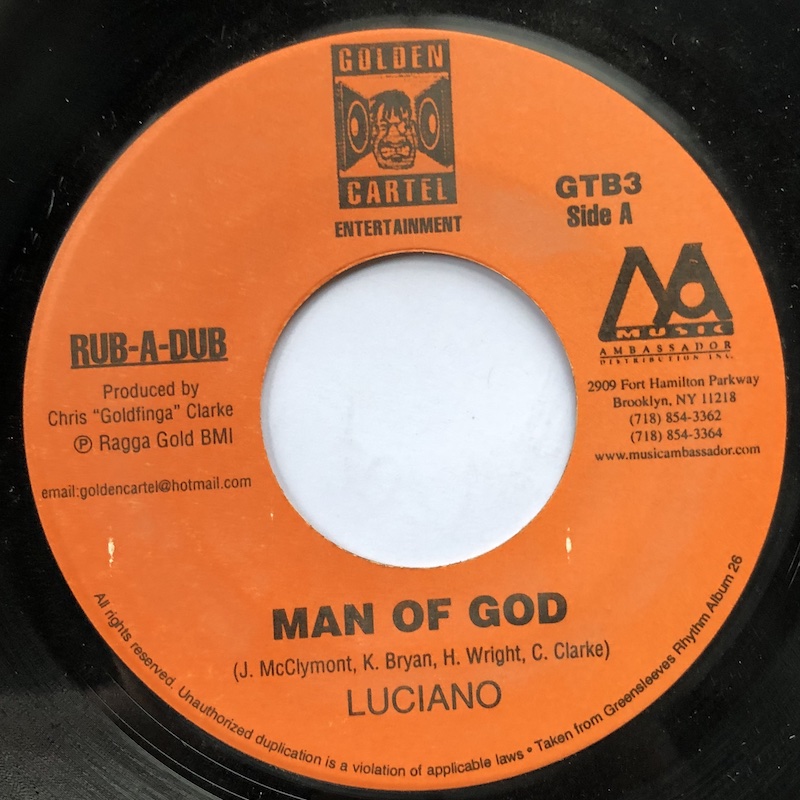 GOLDEN
CARTEL
ENTERTAINMENT
GTB3
Side A
RUB-A-DUB
Produced by
Chris "Goldfinga" Clarke
℗ Ragga Gold BMI
email:goldencartel@hotmail.com
MUSIC
AMBASSADOR
DISTRIBUTION INC.
2909 Fort Hamilton Parkway
Brooklyn, NY 11218
(718) 854-3362
(718) 854-3364
www.musicambassador.com
MAN OF GOD
(J. McClymont, K. Bryan, H. Wright, C. Clarke)
LUCIANO
All rights reserved. Unauthorized duplication is a violation of applicable laws • Taken from Greensleeves Rhythm Album 26